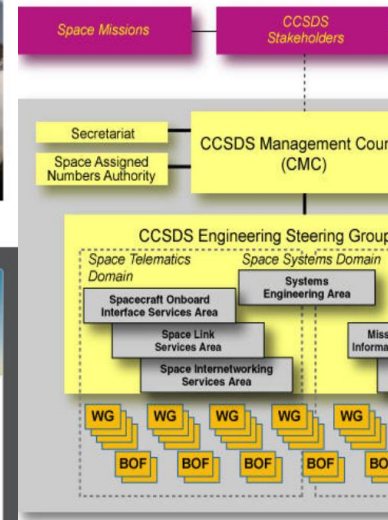 Space Missions
CCSDS
Stakeholders
Secretariat
Space Assigned
Numbers Authority
CCSDS Management Coun
(CMC)
CCSDS Engineering Steering Group
Space Telematics
Domain
Space Systems Domain
Systems
Engineering Area
Spacecraft Onboard
Interface Services Area
Space Link
Services Area
Space Internetworking
Services Area
Miss
Informa
WG WG WG WG WG
BOF BOF BOF BOF BO